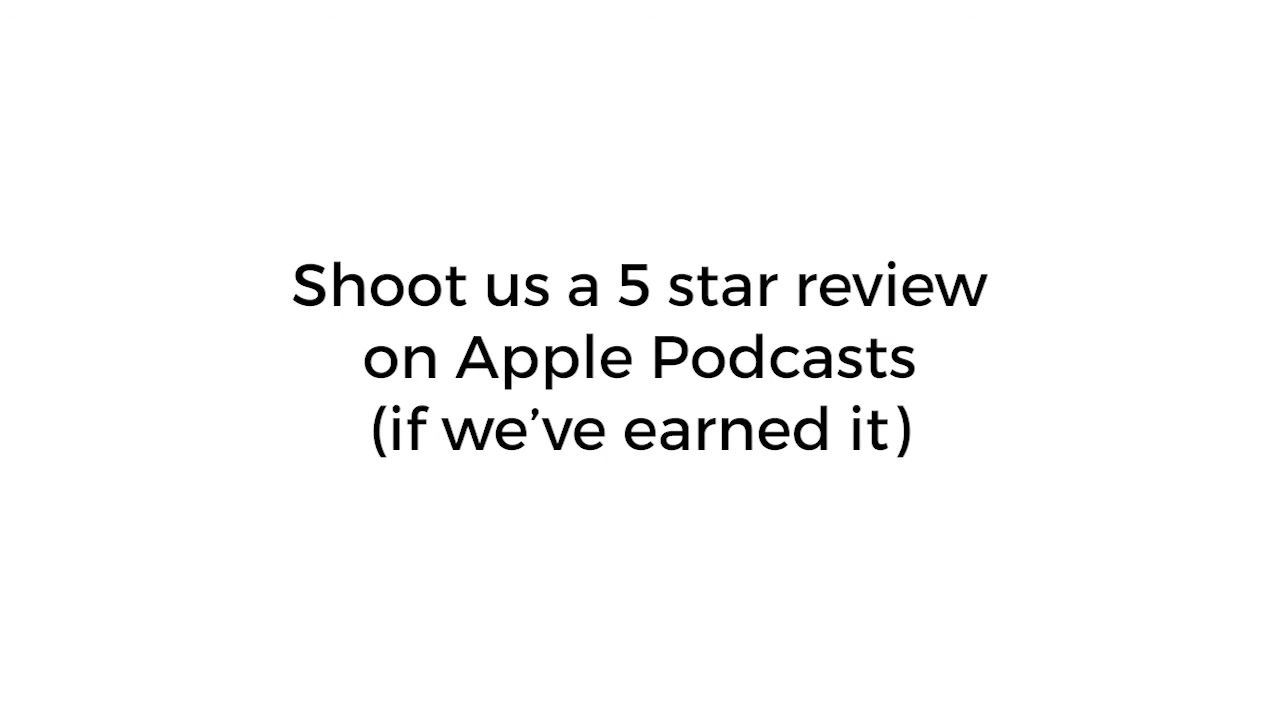 Shoot us a 5 star review
on Apple Podcasts
(if we’ve earned it)